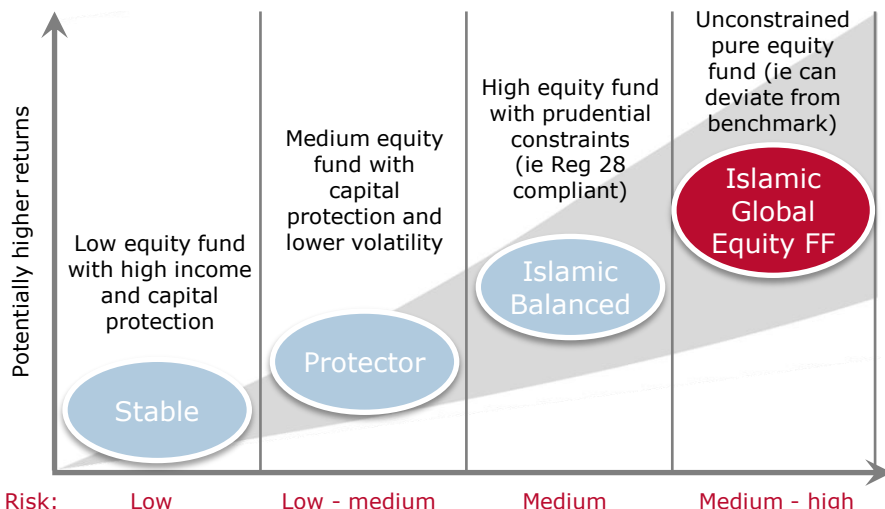 Potentially higher returns
Low equity fund
with high income
and capital
protection
Stable
Medium equity
fund with
capital
protection and
lower volatility
Protector
High equity fund
with prudential
constraints
(ie Reg 28
compliant)
Islamic
Balanced
Unconstrained
pure equity
fund (ie can
deviate from
benchmark)
Islamic
Global
Equity FF
Risk: Low Low - medium Medium Medium - high